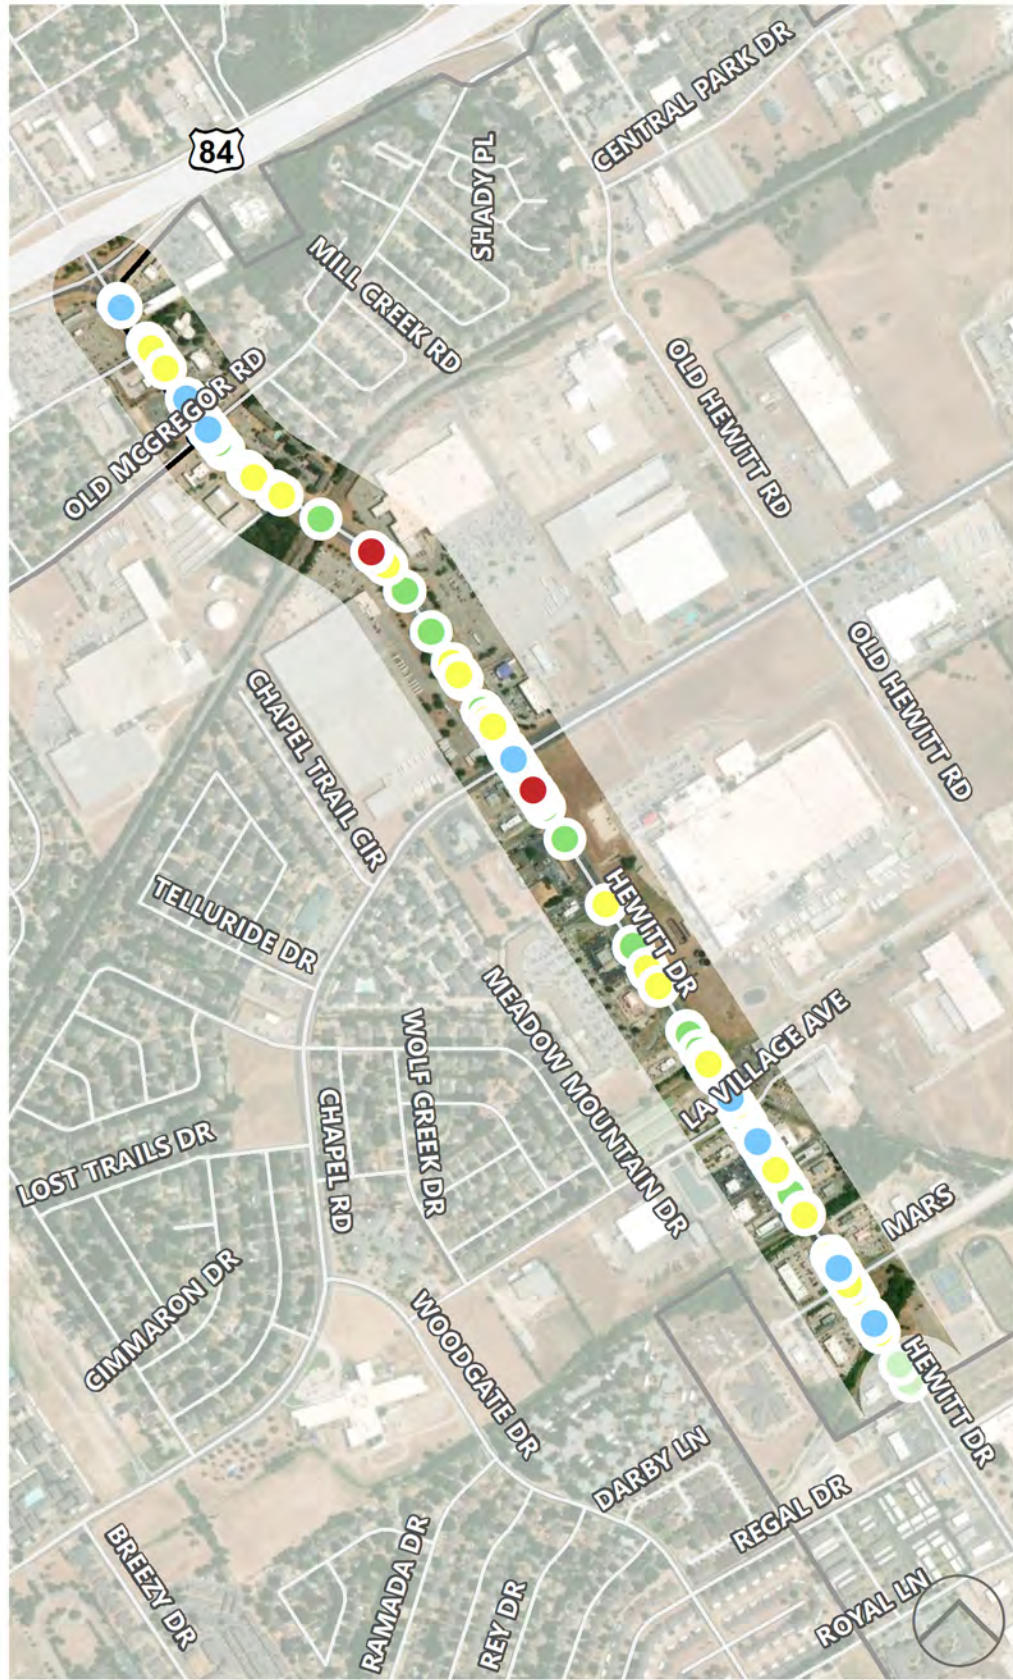 CENTRAL PARK DR
84
SHADY PL
MILL CREEK RD
OLD MCGREGOR RD
OLD HEWITT RD
OLD HEWITT RD
CHAPEL TRAIL CIR
TELLURIDE DR
HEWITT DR
MEADOW MOUNTAIN DR
WOLF CREEK DR
LA VILLAGE AVE
CHAPEL RD
LOST TRAILS DR
MARS
CIMMARON DR
WOODGATE DR
HEWITT DR
DARBY LN
REGAL DR
BREEZY DR
RAMADA DR
REY DR
ROYAL LN